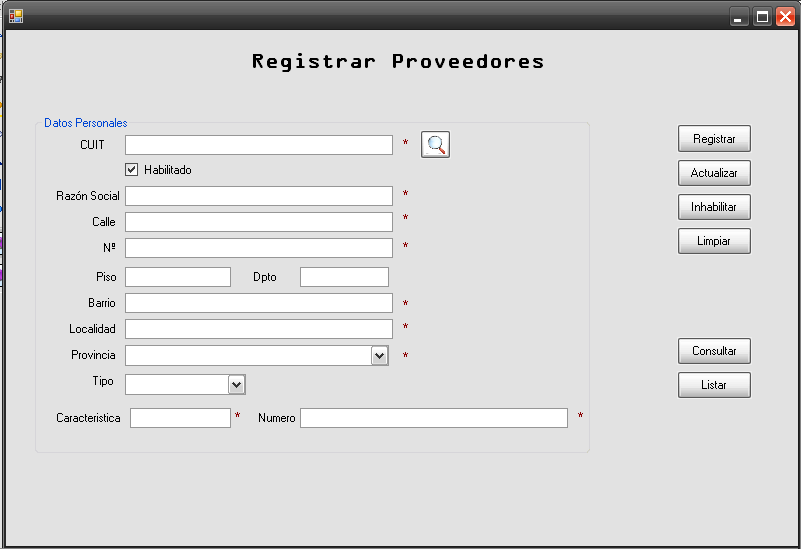 Registrar Proveedores
Datos Personales
CUIT *
Habilitado
Razón Social *
Calle *
Nº *
Piso Dpto
Barrio *
Localidad *
Provincia *
Tipo
Caracteristica * Numero *
Registrar
Actualizar
Inhabilitar
Limpiar
Consultar
Listar